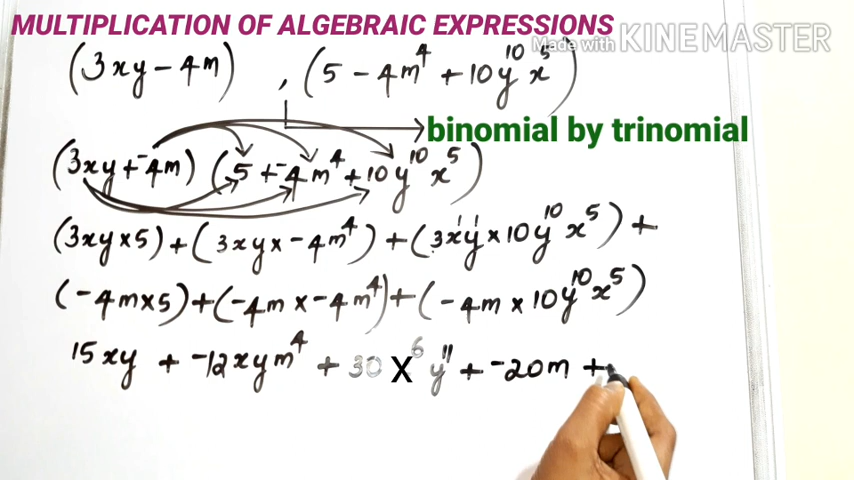 MULTIPLICATION OF ALGEBRAIC EXPRESSIONS
Made with KINEMASTER
(3xy - 4m) , (5 - 4m⁴ + 10y¹⁰x⁵)
binomial by trinomial
(3xy + -4m) (5 + -4m⁴ + 10y¹⁰x⁵)
(3xy × 5) + (3xy × -4m⁴) + (3x¹y¹ × 10y¹⁰x⁵) +
(-4m × 5) + (-4m × -4m⁴) + (-4m × 10y¹⁰x⁵)
15xy + -12xym⁴ + 30X⁶y¹¹ + -20m +